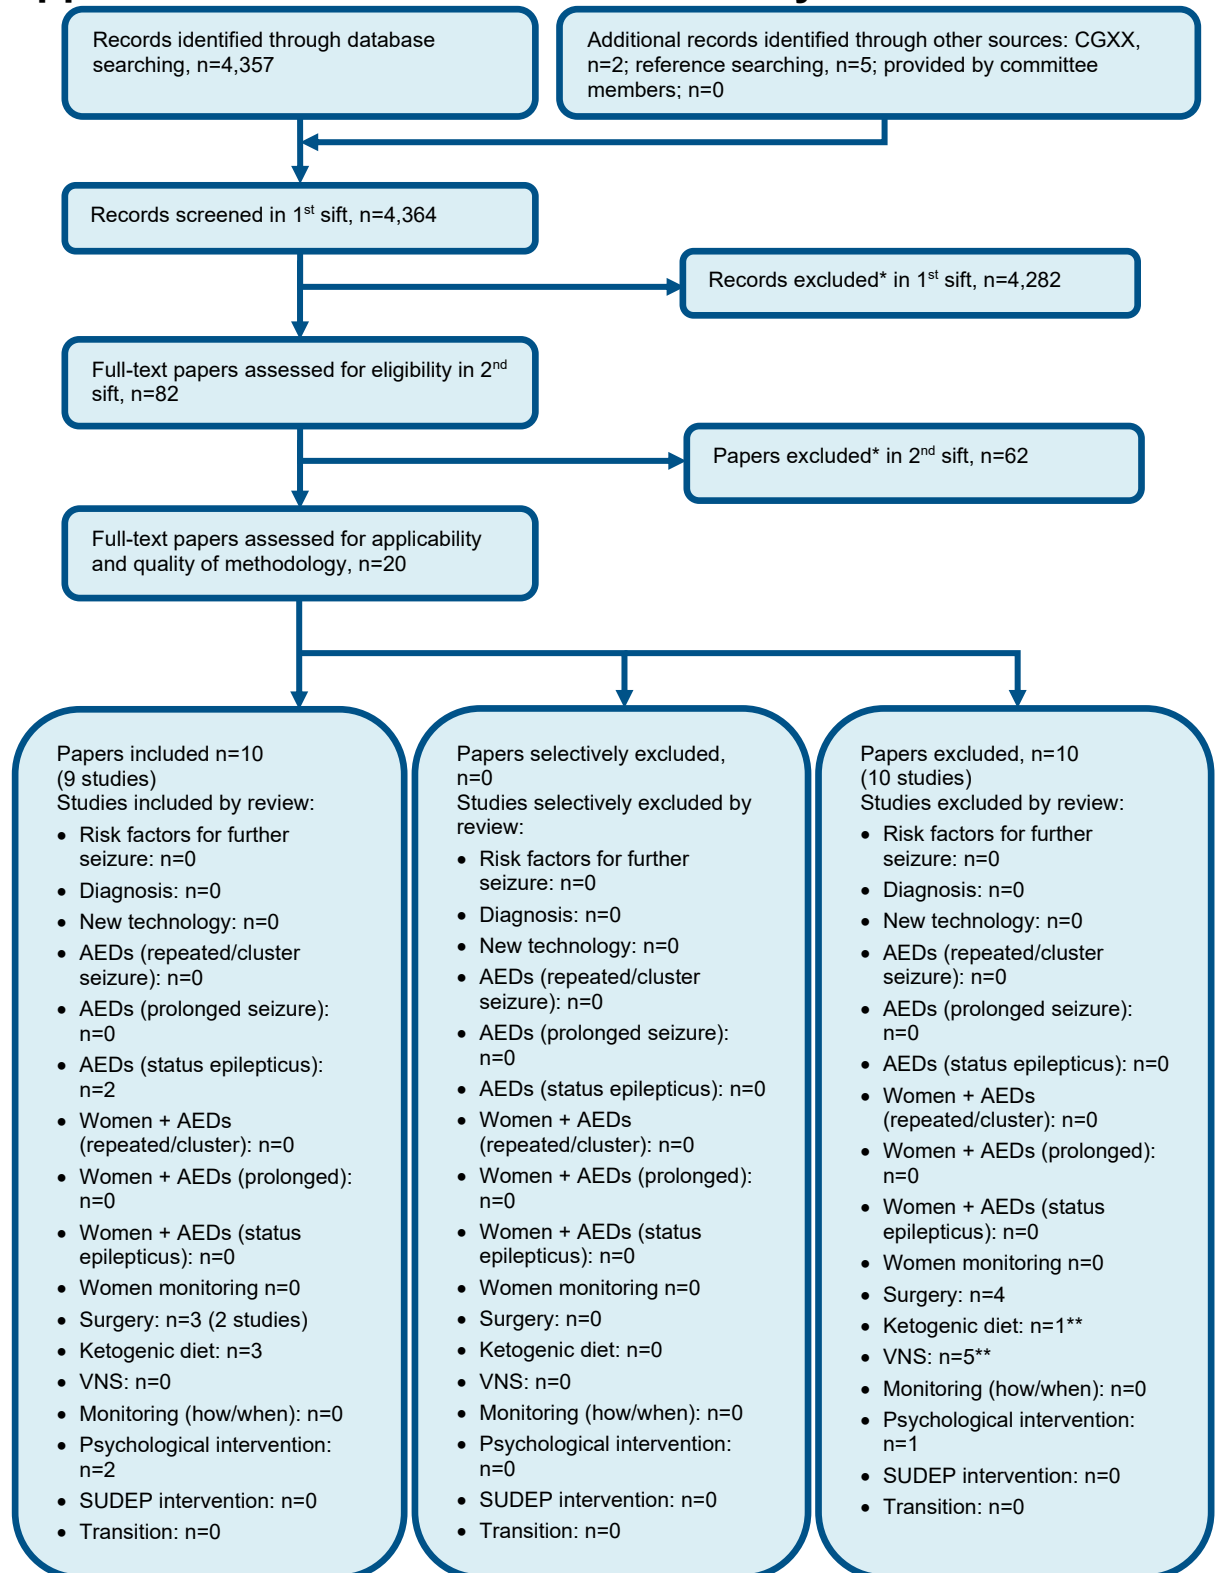 Records identified through database
searching, n=4,357
Additional records identified through other sources: CGXX,
n=2; reference searching, n=5; provided by committee
members; n=0
Records screened in 1st sift, n=4,364
Records excluded* in 1st sift, n=4,282
Full-text papers assessed for eligibility in 2nd
sift, n=82
Papers excluded* in 2nd sift, n=62
Full-text papers assessed for applicability
and quality of methodology, n=20
Papers included n=10
(9 studies)
Studies included by review:
• Risk factors for further
seizure: n=0
• Diagnosis: n=0
• New technology: n=0
• AEDs (repeated/cluster
seizure): n=0
• AEDs (prolonged seizure):
n=0
• AEDs (status epilepticus):
n=2
• Women + AEDs
(repeated/cluster): n=0
• Women + AEDs (prolonged):
n=0
• Women + AEDs (status
epilepticus): n=0
• Women monitoring n=0
• Surgery: n=3 (2 studies)
• Ketogenic diet: n=3
• VNS: n=0
• Monitoring (how/when): n=0
• Psychological intervention:
n=2
• SUDEP intervention: n=0
• Transition: n=0
Papers selectively excluded,
n=0
Studies selectively excluded by
review:
• Risk factors for further
seizure: n=0
• Diagnosis: n=0
• New technology: n=0
• AEDs (repeated/cluster
seizure): n=0
• AEDs (prolonged seizure):
n=0
• AEDs (status epilepticus): n=0
• Women + AEDs
(repeated/cluster): n=0
• Women + AEDs (prolonged):
n=0
• Women + AEDs (status
epilepticus): n=0
• Women monitoring n=0
• Surgery: n=0
• Ketogenic diet: n=0
• VNS: n=0
• Monitoring (how/when): n=0
• Psychological intervention:
n=0
• SUDEP intervention: n=0
• Transition: n=0
Papers excluded, n=10
(10 studies)
Studies excluded by review:
• Risk factors for further
seizure: n=0
• Diagnosis: n=0
• New technology: n=0
• AEDs (repeated/cluster
seizure): n=0
• AEDs (prolonged seizure):
n=0
• AEDs (status epilepticus): n=0
• Women + AEDs
(repeated/cluster): n=0
• Women + AEDs (prolonged):
n=0
• Women + AEDs (status
epilepticus): n=0
• Women monitoring n=0
• Surgery: n=4
• Ketogenic diet: n=1**
• VNS: n=5**
• Monitoring (how/when): n=0
• Psychological intervention:
n=1
• SUDEP intervention: n=0
• Transition: n=0